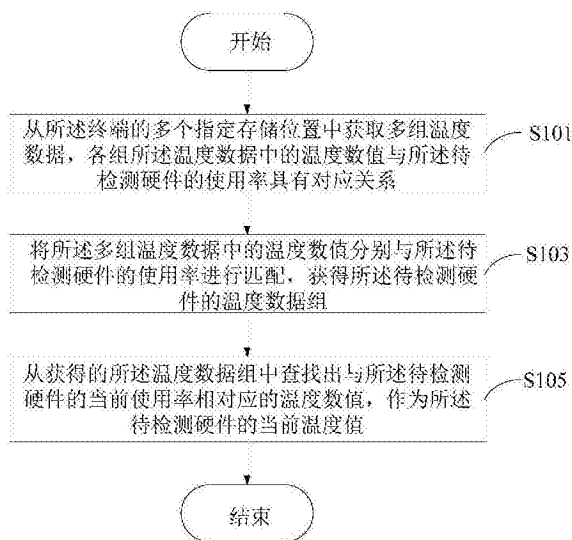 开始
从所述终端的多个指定存储位置中获取多组温度
数据，各组所述温度数据中的温度数值与所述待
检测硬件的使用率具有对应关系
S101
将所述多组温度数据中的温度数值分别与所述待
检测硬件的使用率进行匹配，获得所述待检测硬
件的温度数据组
S103
从获得的所述温度数据组中查找出与所述待检测
硬件的当前使用率相对应的温度数值，作为所述
待检测硬件的当前温度值
S105
结束